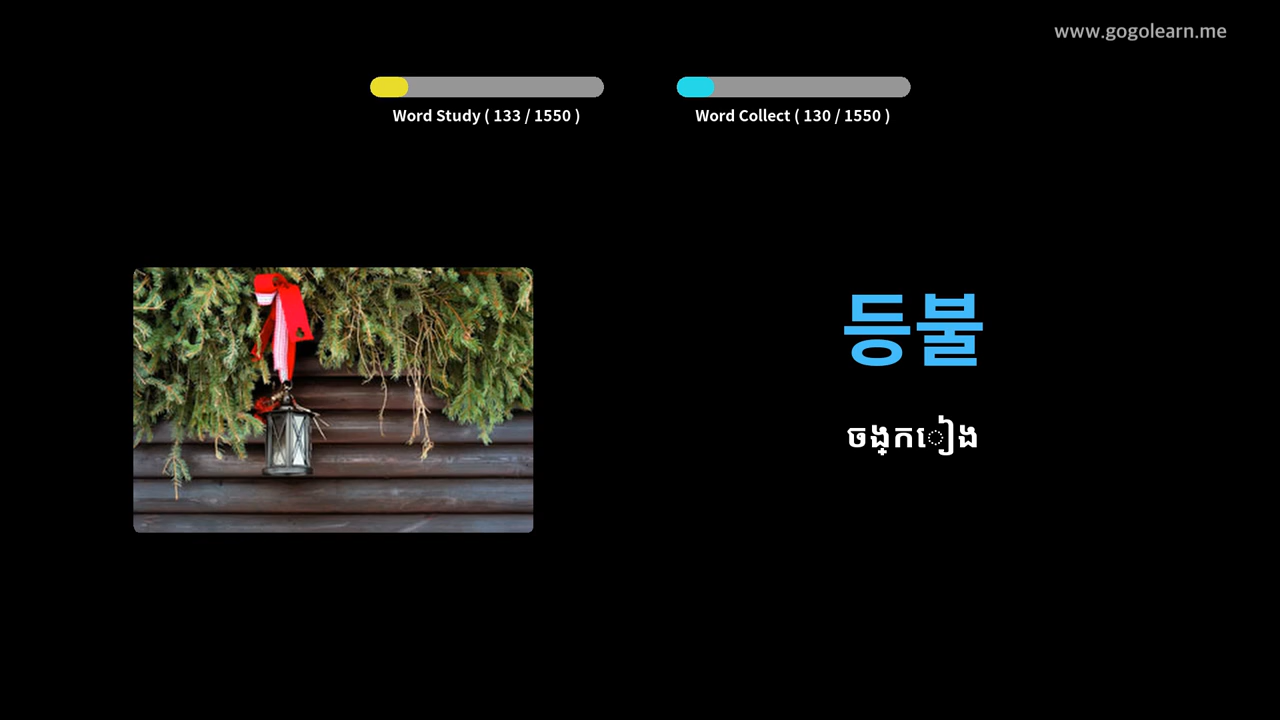 www.gogolearn.me
Word Study ( 133 / 1550 )
Word Collect ( 130 / 1550 )
등불
ចង្កៀង